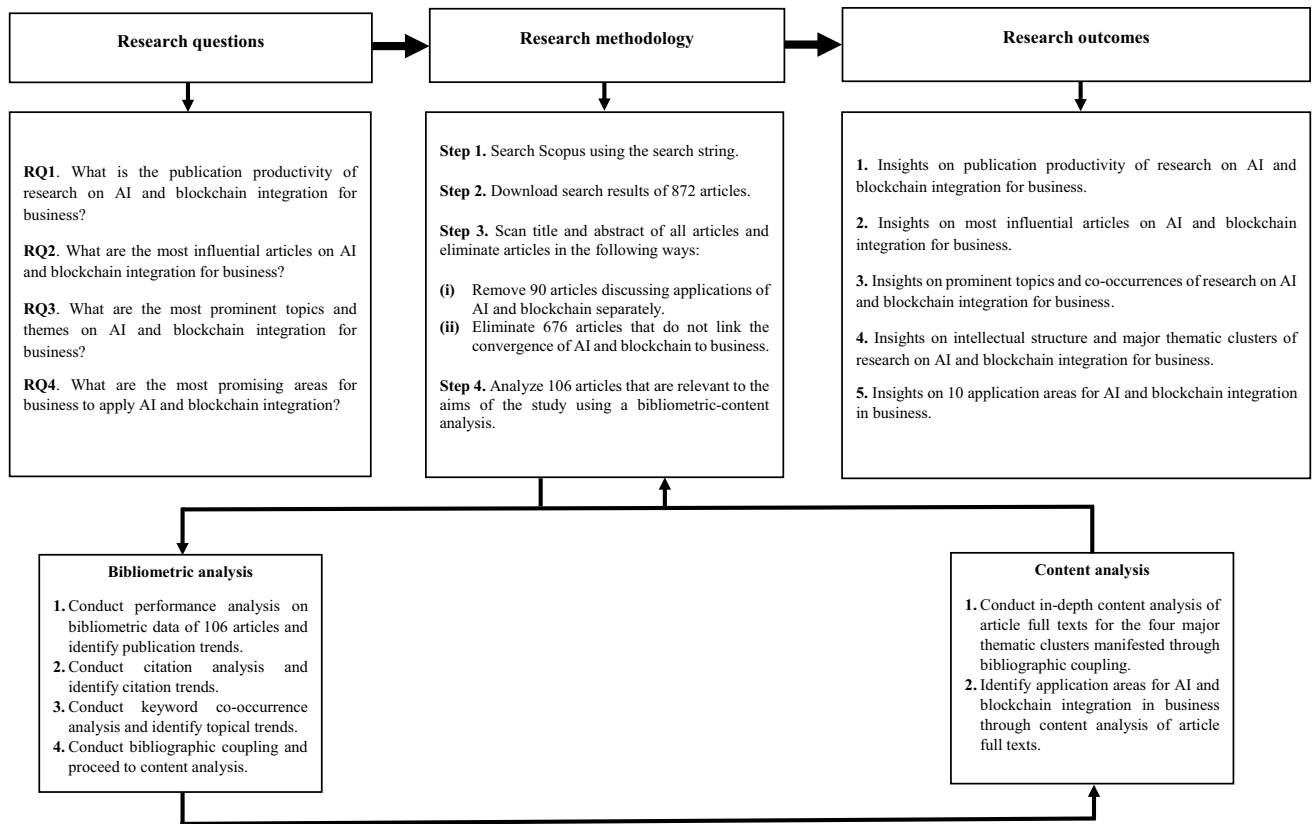 Research questions
Research methodology
Research outcomes
RQ1. What is the publication productivity of
research on AI and blockchain integration for
business?
RQ2. What are the most influential articles on AI
and blockchain integration for business?
RQ3. What are the most prominent topics and
themes on AI and blockchain integration for
business?
RQ4. What are the most promising areas for
business to apply AI and blockchain integration?
Step 1. Search Scopus using the search string.
Step 2. Download search results of 872 articles.
Step 3. Scan title and abstract of all articles and
eliminate articles in the following ways:
(i) Remove 90 articles discussing applications of
AI and blockchain separately.
(ii) Eliminate 676 articles that do not link the
convergence of AI and blockchain to business.
Step 4. Analyze 106 articles that are relevant to the
aims of the study using a bibliometric-content
analysis.
1. Insights on publication productivity of research on AI and
blockchain integration for business.
2. Insights on most influential articles on AI and blockchain
integration for business.
3. Insights on prominent topics and co-occurrences of research on AI
and blockchain integration for business.
4. Insights on intellectual structure and major thematic clusters of
research on AI and blockchain integration for business.
5. Insights on 10 application areas for AI and blockchain integration
in business.
Bibliometric analysis
1. Conduct performance analysis on
bibliometric data of 106 articles and
identify publication trends.
2. Conduct citation analysis and
identify citation trends.
3. Conduct keyword co-occurrence
analysis and identify topical trends.
4. Conduct bibliographic coupling and
proceed to content analysis.
Content analysis
1. Conduct in-depth content analysis of
article full texts for the four major
thematic clusters manifested through
bibliographic coupling.
2. Identify application areas for AI and
blockchain integration in business
through content analysis of article
full texts.